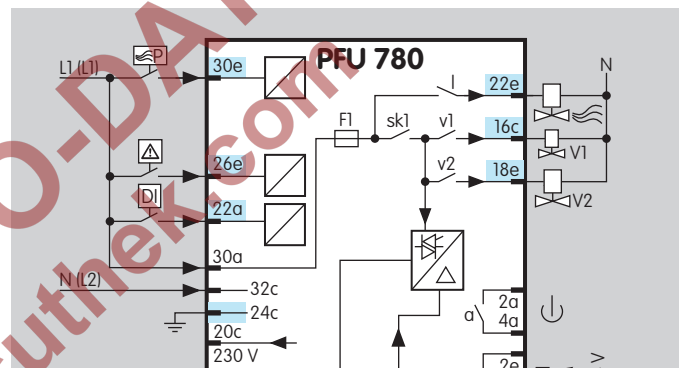 PFU 780
L1 (L1)
P
30e
I
22e
N
F1
sk1
v1
16c
V1
26e
v2
18e
V2
DI
22a
30a
N (L2)
32c
24c
20c
230 V
a
2a
4a
2e
V